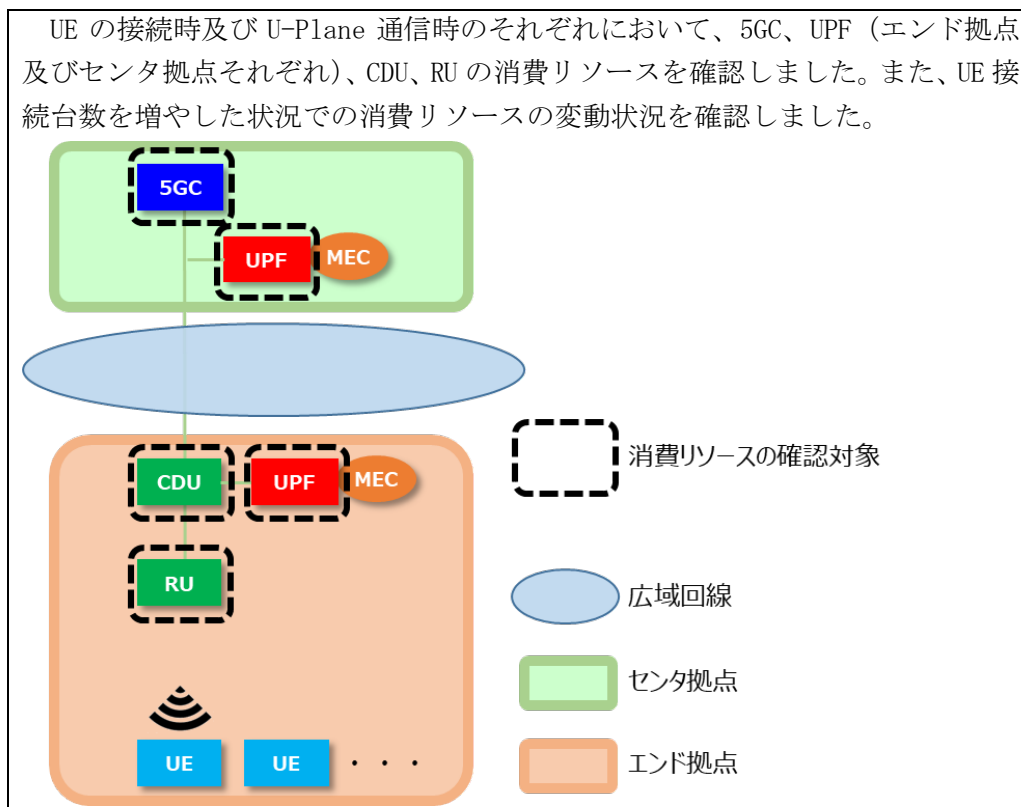 UE の接続時及び U-Plane 通信時のそれぞれにおいて、5GC、UPF（エンド拠点
及びセンタ拠点それぞれ）、CDU、RU の消費リソースを確認しました。また、UE 接
続台数を増やした状況での消費リソースの変動状況を確認しました。
5GC
UPF
MEC
CDU
UPF
MEC
消費リソースの確認対象
RU
広域回線
センタ拠点
UE
UE
・・・
エンド拠点